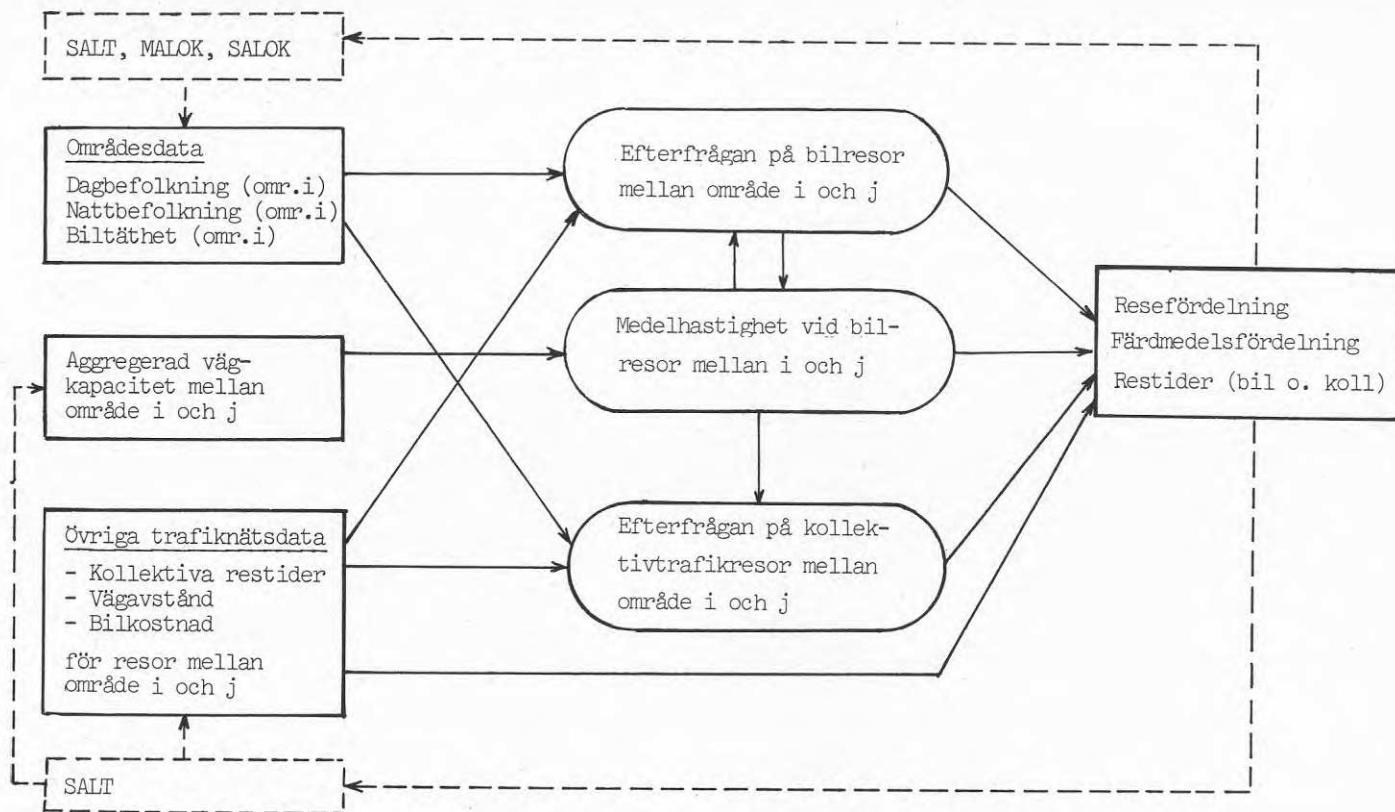 SALT, MALOK, SALOK
Områdesdata
Dagbefolkning (omr.i)
Nattbefolkning (omr.i)
Biltäthet (omr.i)
Aggregerad väg-
kapacitet mellan
område i och j
Övriga trafiknätsdata
- Kollektiva restider
- Vägavstånd
- Bilkostnad
för resor mellan
område i och j
SALT
Efterfrågan på bilresor
mellan område i och j
Medelhastighet vid bil-
resor mellan i och j
Efterfrågan på kollek-
tivtrafikresor mellan
område i och j
Resefördelning
Färdmedelsfördelning
Restider (bil o. koll)